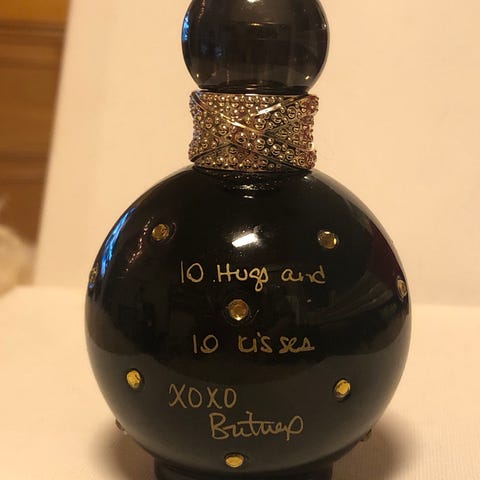 10 Hugs and
10 kisses
XOXO
Britney